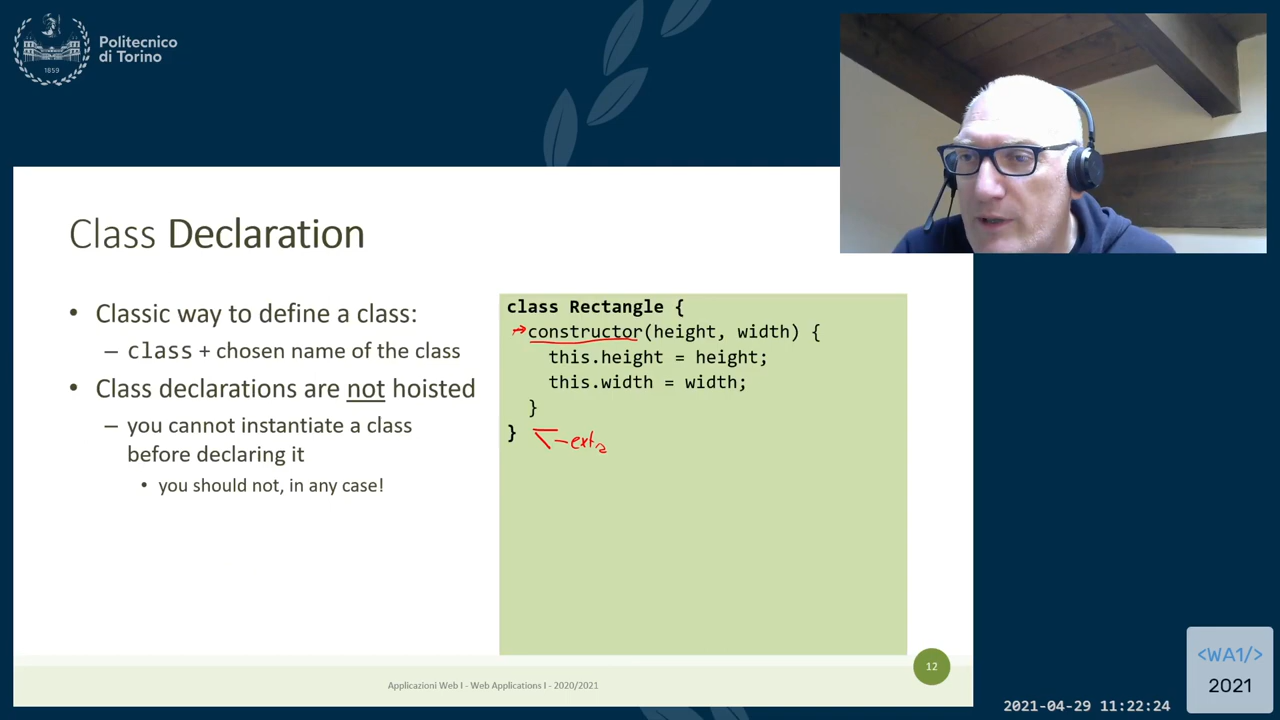 Politecnico
di Torino
1859
Class Declaration
• Classic way to define a class:
– class + chosen name of the class
• Class declarations are not hoisted
– you cannot instantiate a class
before declaring it
• you should not, in any case!
class Rectangle {
constructor(height, width) {
this.height = height;
this.width = width;
}
}
12
Applicazioni Web I - Web Applications I - 2020/2021
<WA1/>
2021
2021-04-29 11:22:24